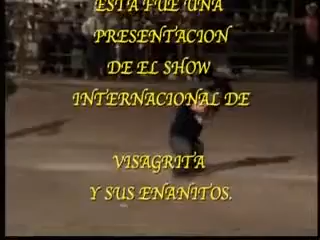 ESTA FUE UNA
PRESENTACION
DE EL SHOW
INTERNACIONAL DE
VISAGRITA
Y SUS ENANITOS.